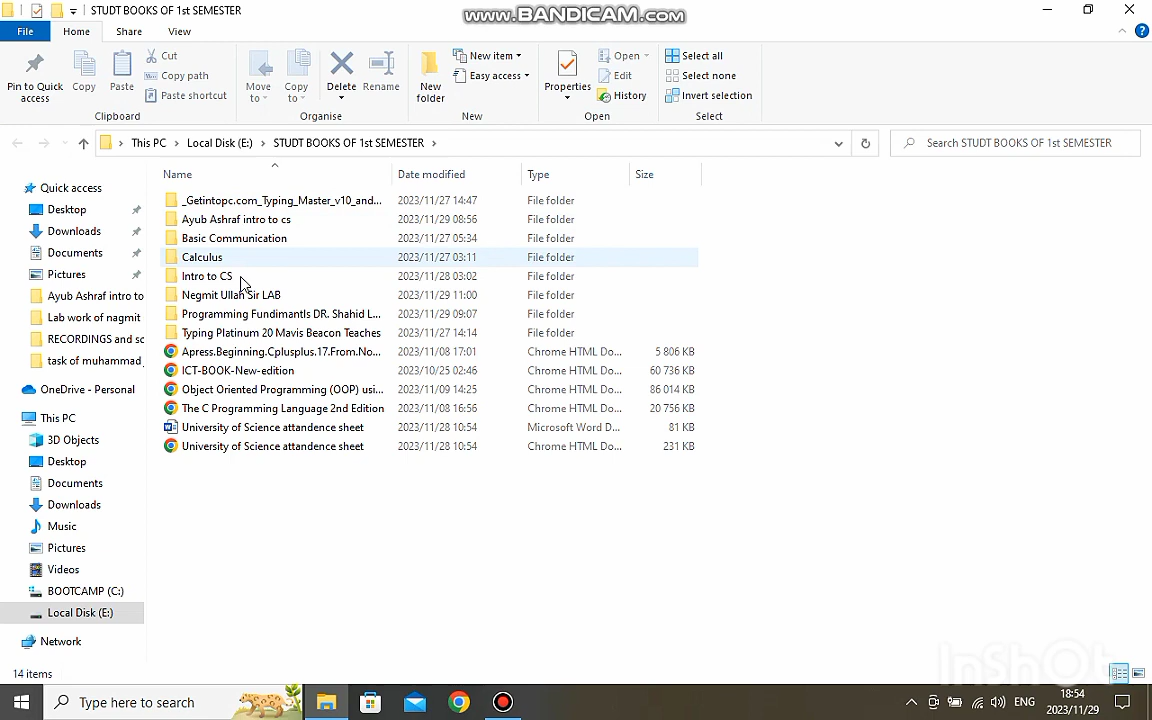 STUDT BOOKS OF 1st SEMESTER
www.BANDICAM.com
File Home Share View
Pin to Quick access
Copy
Paste
Cut
Copy path
Paste shortcut
Clipboard
Move to
Copy to
Delete
Rename
Organise
New folder
New item
Easy access
New
Properties
Open
Edit
History
Open
Select all
Select none
Invert selection
Select
This PC > Local Disk (E:) > STUDT BOOKS OF 1st SEMESTER >
Search STUDT BOOKS OF 1st SEMESTER
Quick access
Desktop
Downloads
Documents
Pictures
Ayub Ashraf intro to
Lab work of nagmit
RECORDINGS and sc
task of muhammad_
OneDrive - Personal
This PC
3D Objects
Desktop
Documents
Downloads
Music
Pictures
Videos
BOOTCAMP (C:)
Local Disk (E:)
Network
Name Date modified Type Size
_Getintopc.com_Typing_Master_v10_and... 2023/11/27 14:47 File folder
Ayub Ashraf intro to cs 2023/11/29 08:56 File folder
Basic Communication 2023/11/27 05:34 File folder
Calculus 2023/11/27 03:11 File folder
Intro to CS 2023/11/28 03:02 File folder
Negmit Ullah Sir LAB 2023/11/29 11:00 File folder
Programming Fundimantls DR. Shahid L... 2023/11/29 09:07 File folder
Typing Platinum 20 Mavis Beacon Teaches 2023/11/27 14:14 File folder
Apress.Beginning.Cplusplus.17.From.No... 2023/11/08 17:01 Chrome HTML Do... 5 806 KB
ICT-BOOK-New-edition 2023/10/25 02:46 Chrome HTML Do... 60 736 KB
Object Oriented Programming (OOP) usi... 2023/11/09 14:25 Chrome HTML Do... 86 014 KB
The C Programming Language 2nd Edition 2023/11/08 16:56 Chrome HTML Do... 20 756 KB
University of Science attandence sheet 2023/11/28 10:54 Microsoft Word D... 81 KB
University of Science attandence sheet 2023/11/28 10:54 Chrome HTML Do... 231 KB
14 items
InShOt
Type here to search
ENG
18:54
2023/11/29